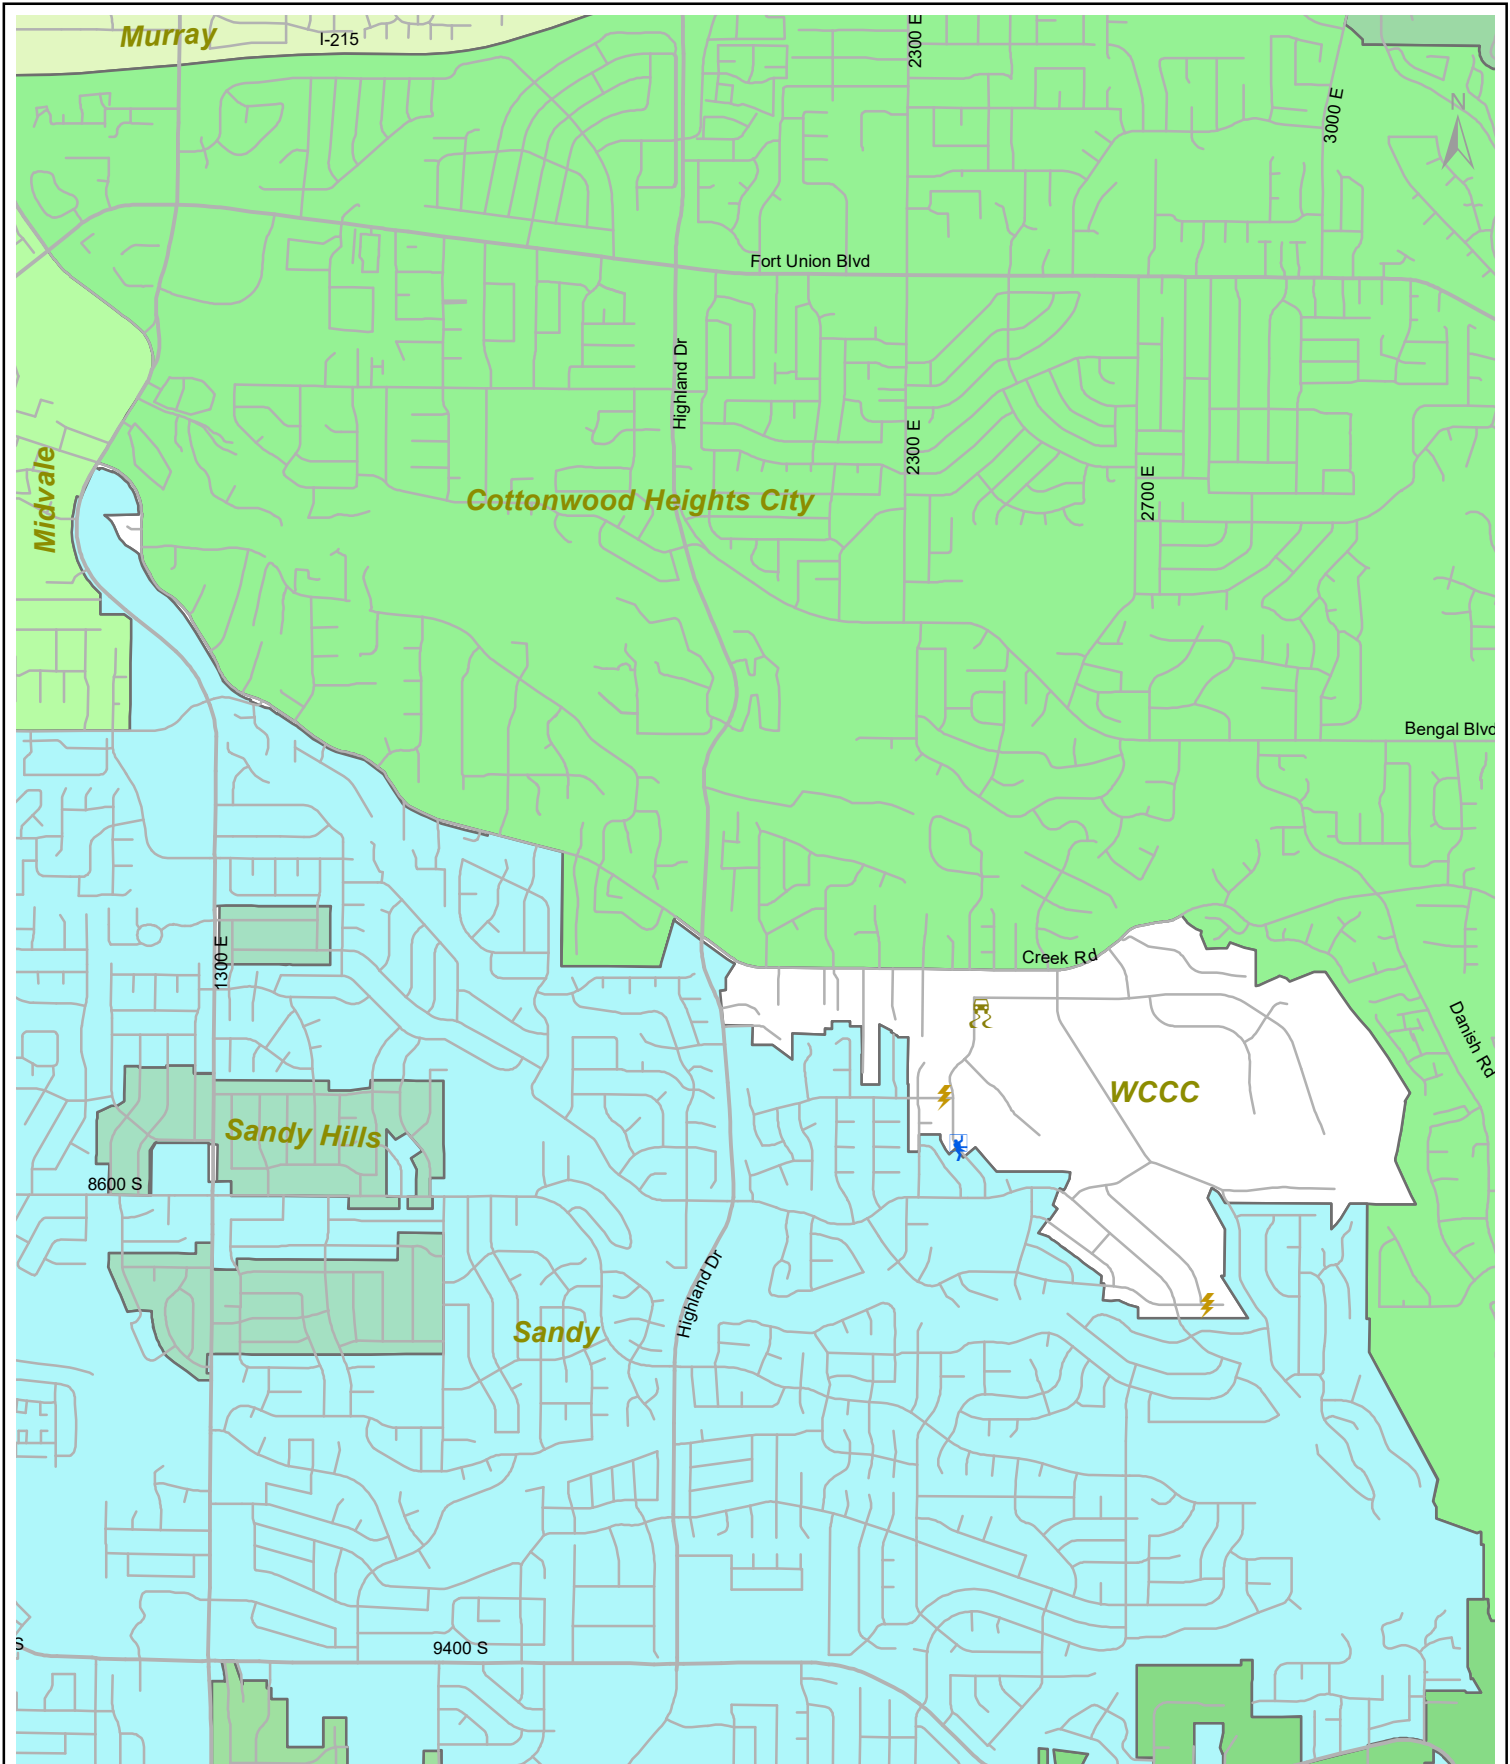 Murray
I-215
2300 E
3000 E
N
Fort Union Blvd
Highland Dr
2300 E
Midvale
Cottonwood Heights City
2700 E
Bengal Blvd
1300 E
Creek Rd
Danish Rd
WCCC
Sandy Hills
8600 S
Highland Dr
Sandy
S
9400 S